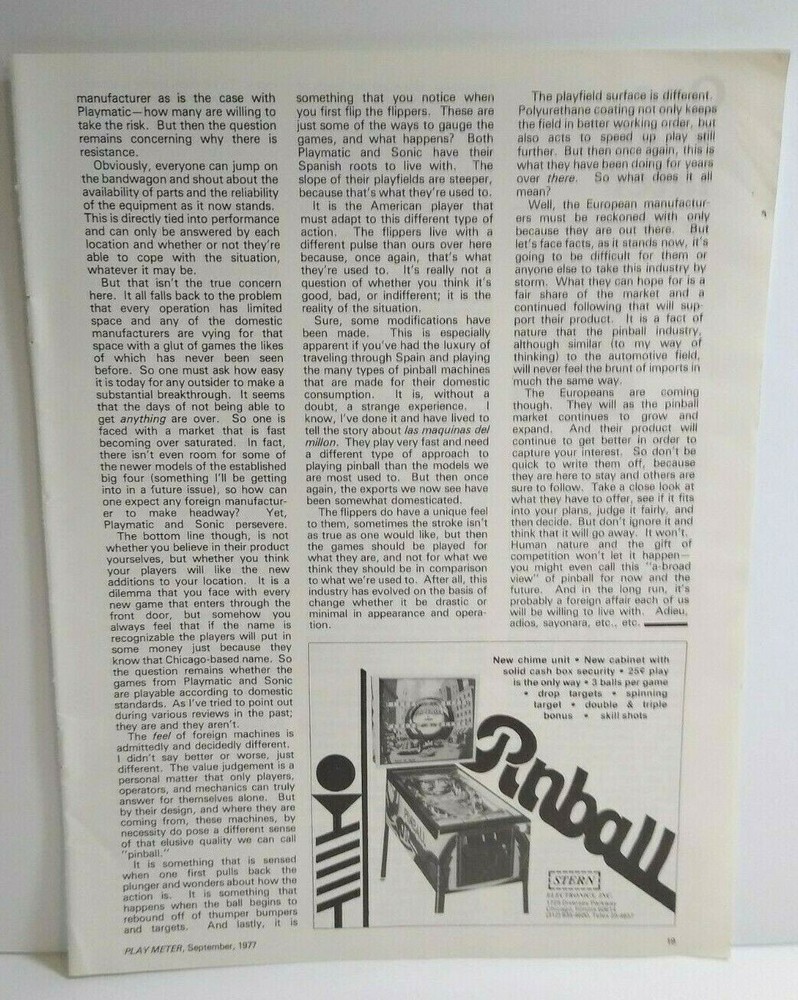 manufacturer as is the case with
Playmatic—how many are willing to
take the risk. But then the question
remains concerning why there is
resistance.
Obviously, everyone can jump on
the bandwagon and shout about the
availability of parts and the reliability
of the equipment as it now stands.
This is directly tied into performance
and can only be answered by each
location and whether or not they're
able to cope with the situation,
whatever it may be.
But that isn't the true concern
here. It all falls back to the problem
that every operation has limited
space and any of the domestic
manufacturers are vying for that
space with a glut of games the likes
of which has never been seen
before. So one must ask how easy
it is today for any outsider to make a
substantial breakthrough. It seems
that the days of not being able to
get anything are over. So one is
faced with a market that is fast
becoming over saturated. In fact,
there isn't even room for some of
the newer models of the established
big four (something I'll be getting
into in a future issue), so how can
one expect any foreign manufactur-
er to make headway? Yet,
Playmatic and Sonic persevere.
The bottom line though, is not
whether you believe in their product
yourselves, but whether you think
your players will like the new
additions to your location. It is a
dilemma that you face with every
new game that enters through the
front door, but somehow you
always feel that if the name is
recognizable the players will put in
some money just because they
know that Chicago-based name. So
the question remains whether the
games from Playmatic and Sonic
are playable according to domestic
standards. As I've tried to point out
during various reviews in the past;
they are and they aren't.
The feel of foreign machines is
admittedly and decidedly different.
I didn't say better or worse, just
different. The value judgement is a
personal matter that only players,
operators, and mechanics can truly
answer for themselves alone. But
by their design, and where they are
coming from, these machines, by
necessity do pose a different sense
of that elusive quality we can call
"pinball."
It is something that is sensed
when one first pulls back the
plunger and wonders about how the
action is. It is something that
happens when the ball begins to
rebound off of thumper bumpers
and targets. And lastly, it is
something that you notice when
you first flip the flippers. These are
just some of the ways to gauge the
games, and what happens? Both
Playmatic and Sonic have their
Spanish roots to live with. The
slope of their playfields are steeper,
because that's what they're used to.
It is the American player that
must adapt to this different type of
action. The flippers live with a
different pulse than ours over here
because, once again, that's what
they're used to. It's really not a
question of whether you think it's
good, bad, or indifferent; it is the
reality of the situation.
Sure, some modifications have
been made. This is especially
apparent if you've had the luxury of
traveling through Spain and playing
the many types of pinball machines
that are made for their domestic
consumption. It is, without a
doubt, a strange experience. I
know, I've done it and have lived to
tell the story about las maquinas del
millon. They play very fast and need
a different type of approach to
playing pinball than the models we
are most used to. But then once
again, the exports we now see have
been somewhat domesticated.
The flippers do have a unique feel
to them, sometimes the stroke isn't
as true as one would like, but then
the games should be played for
what they are, and not for what we
think they should be in comparison
to what we're used to. After all, this
industry has evolved on the basis of
change whether it be drastic or
minimal in appearance and opera-
tion.
The playfield surface is different.
Polyurethane coating not only keeps
the field in better working order, but
also acts to speed up play still
further. But then once again, this is
what they have been doing for years
over there. So what does it all
mean?
Well, the European manufactur-
ers must be reckoned with only
because they are out there. But
let's face facts, as it stands now, it's
going to be difficult for them or
anyone else to take this industry by
storm. What they can hope for is a
fair share of the market and a
continued following that will sup-
port their product. It is a fact of
nature that the pinball industry,
although similar (to my way of
thinking) to the automotive field,
will never feel the brunt of imports in
much the same way.
The Europeans are coming
though. They will as the pinball
market continues to grow and
expand. And their product will
continue to get better in order to
capture your interest. So don't be
quick to write them off, because
they are here to stay and others are
sure to follow. Take a close look at
what they have to offer, see if it fits
into your plans, judge it fairly, and
then decide. But don't ignore it and
think that it will go away. It won't.
Human nature and the gift of
competition won't let it happen—
you might even call this "a-broad
view" of pinball for now and the
future. And in the long run, it's
probably a foreign affair each of us
will be willing to live with. Adieu,
adios, sayonara, etc., etc.
New chime unit • New cabinet with
solid cash box security • 25¢ play
is the only way • 3 balls per game
• drop targets • spinning
target • double & triple
bonus • skill shots
Pinball
PINBALL
STERN
ELECTRONICS, INC.
PLAY METER, September, 1977
19